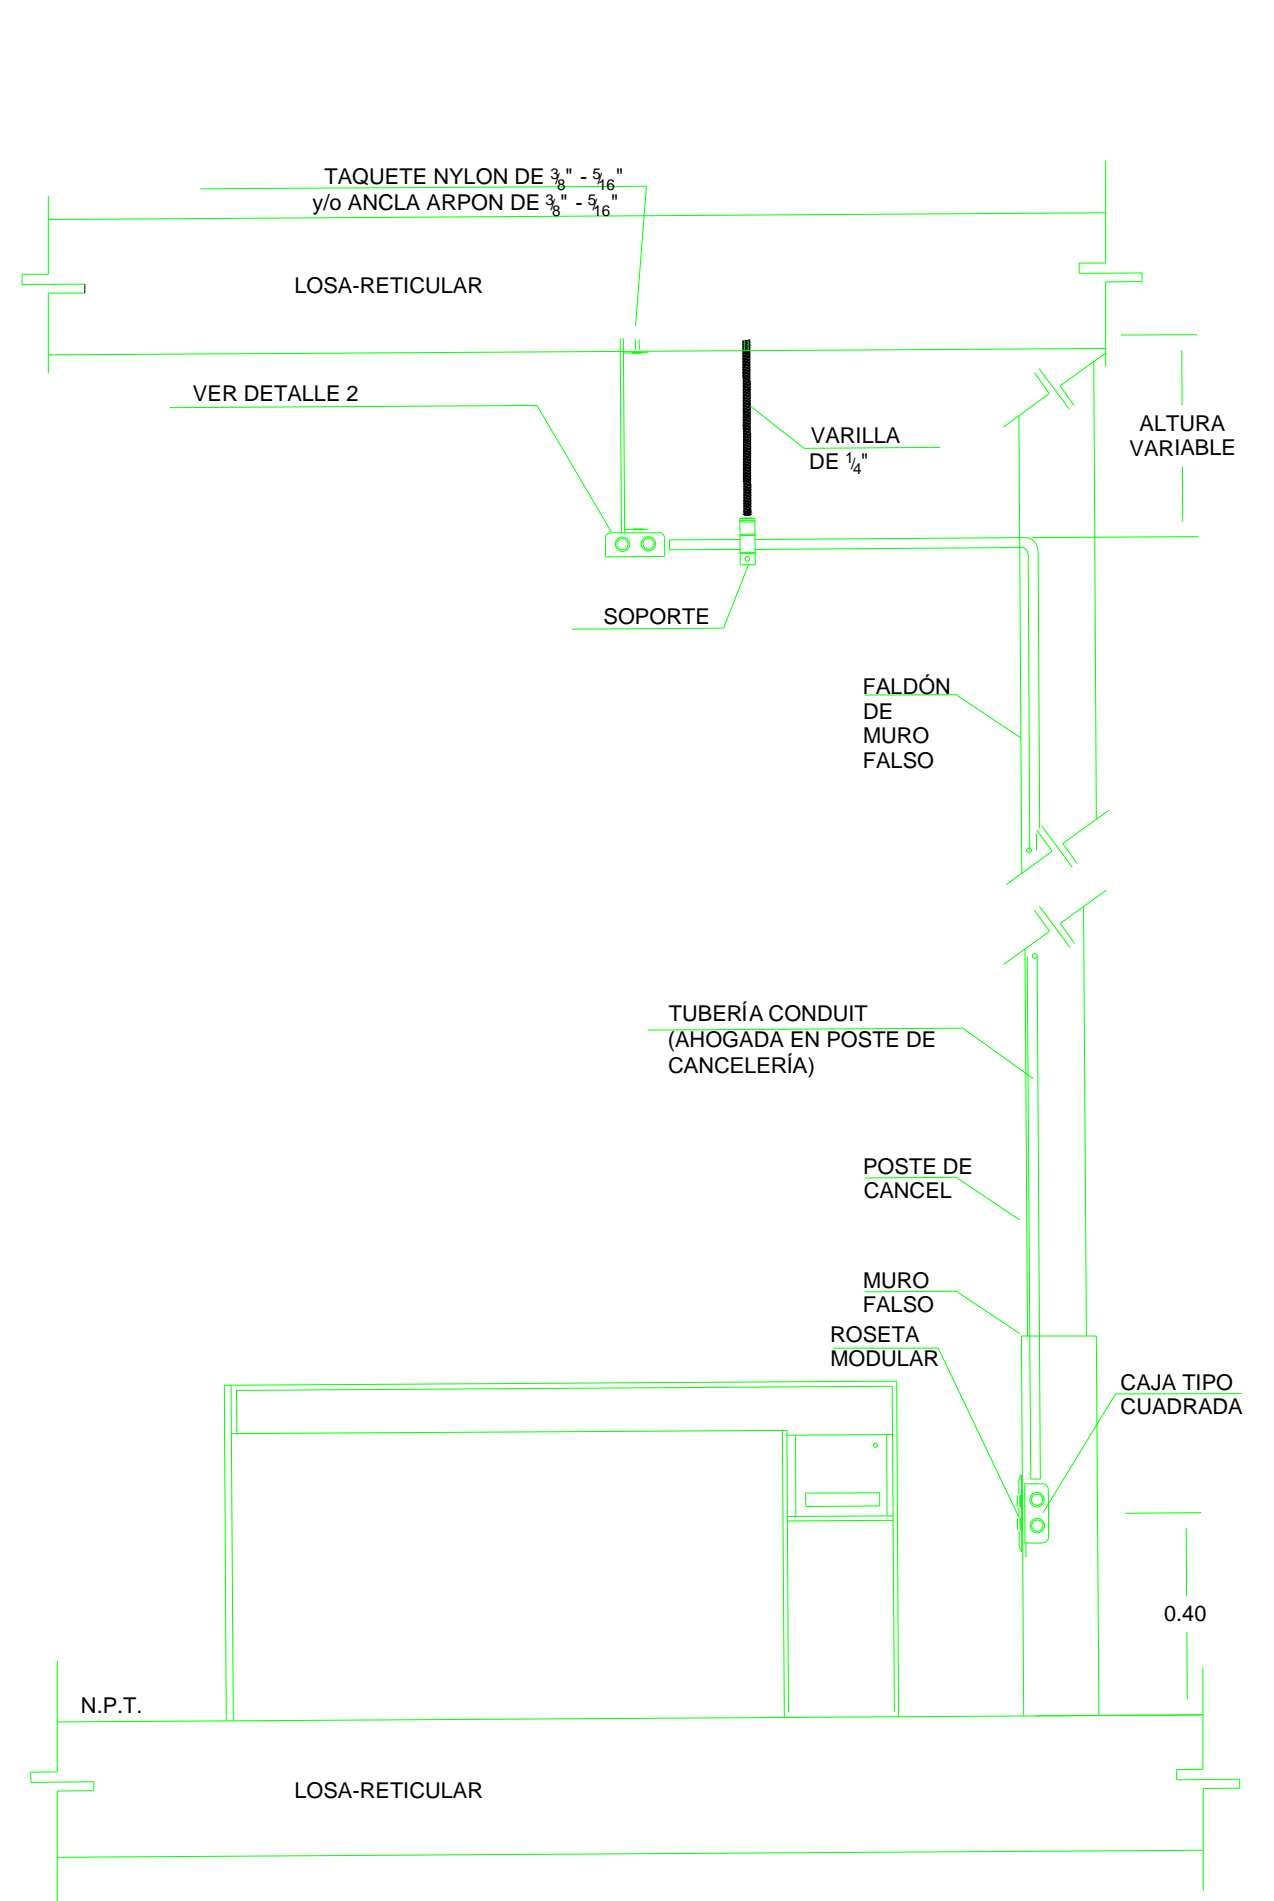 TAQUETE NYLON DE 3/8" - 5/16"
y/o ANCLA ARPON DE 3/8" - 5/16"
LOSA-RETICULAR
VER DETALLE 2
VARILLA
DE 1/4"
ALTURA
VARIABLE
SOPORTE
FALDÓN
DE
MURO
FALSO
TUBERÍA CONDUIT
(AHOGADA EN POSTE DE
CANCELERÍA)
POSTE DE
CANCEL
MURO
FALSO
ROSETA
MODULAR
CAJA TIPO
CUADRADA
0.40
N.P.T.
LOSA-RETICULAR